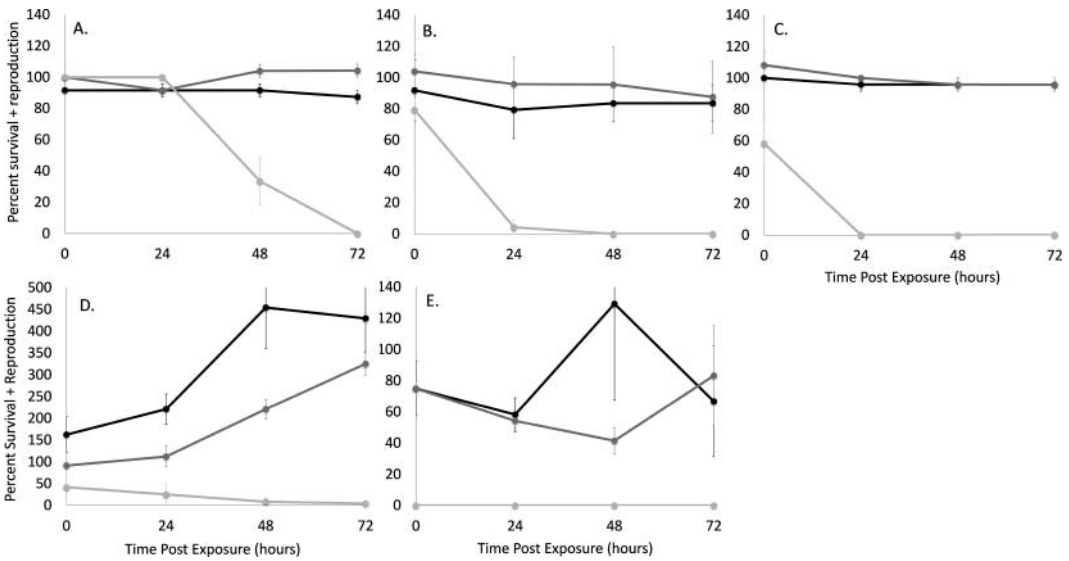 140
120
100
80
60
40
20
0
0 24 48 72
A.
Percent survival + reproduction
140
120
100
80
60
40
20
0
0 24 48 72
B.
140
120
100
80
60
40
20
0
0 24 48 72
C.
Time Post Exposure (hours)
500
450
400
350
300
250
200
150
100
50
0
0 24 48 72
D.
Percent Survival + Reproduction
Time Post Exposure (hours)
140
120
100
80
60
40
20
0
0 24 48 72
E.
Time Post Exposure (hours)